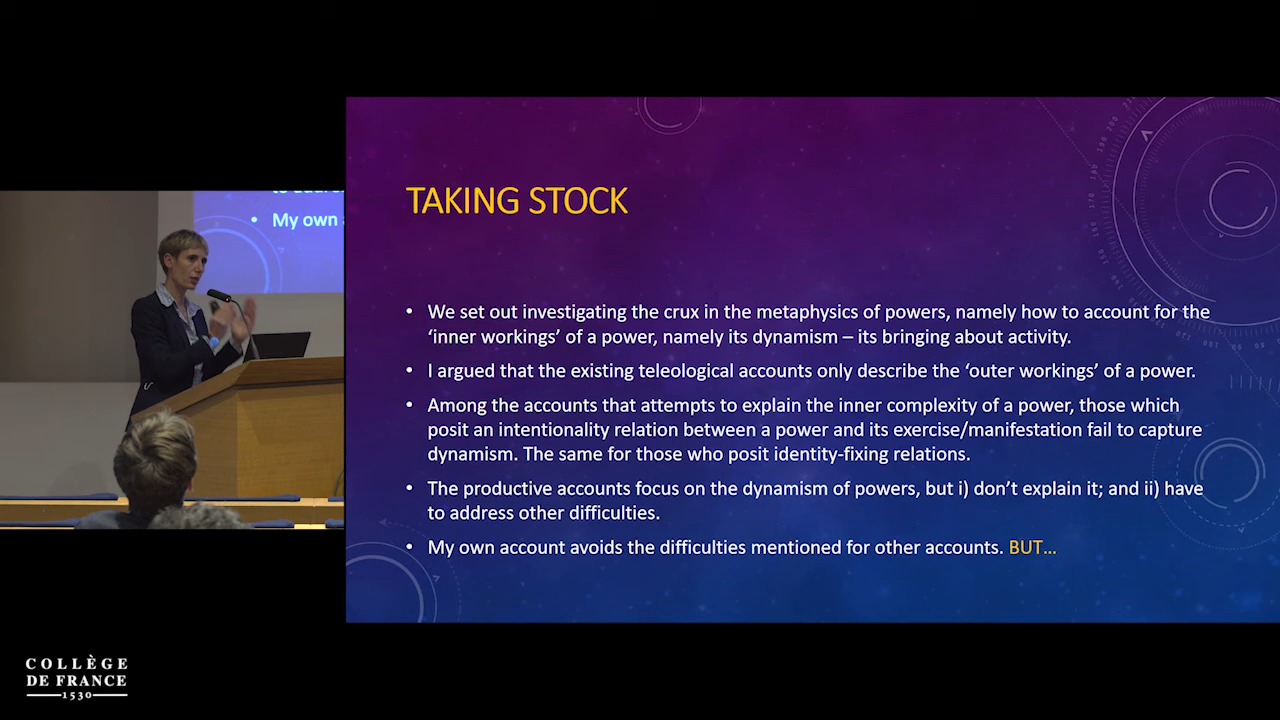 to addre
• My own
TAKING STOCK
• We set out investigating the crux in the metaphysics of powers, namely how to account for the
‘inner workings’ of a power, namely its dynamism – its bringing about activity.
• I argued that the existing teleological accounts only describe the ‘outer workings’ of a power.
• Among the accounts that attempts to explain the inner complexity of a power, those which
posit an intentionality relation between a power and its exercise/manifestation fail to capture
dynamism. The same for those who posit identity-fixing relations.
• The productive accounts focus on the dynamism of powers, but i) don’t explain it; and ii) have
to address other difficulties.
• My own account avoids the difficulties mentioned for other accounts. BUT...
COLLÈGE
DE FRANCE
1530